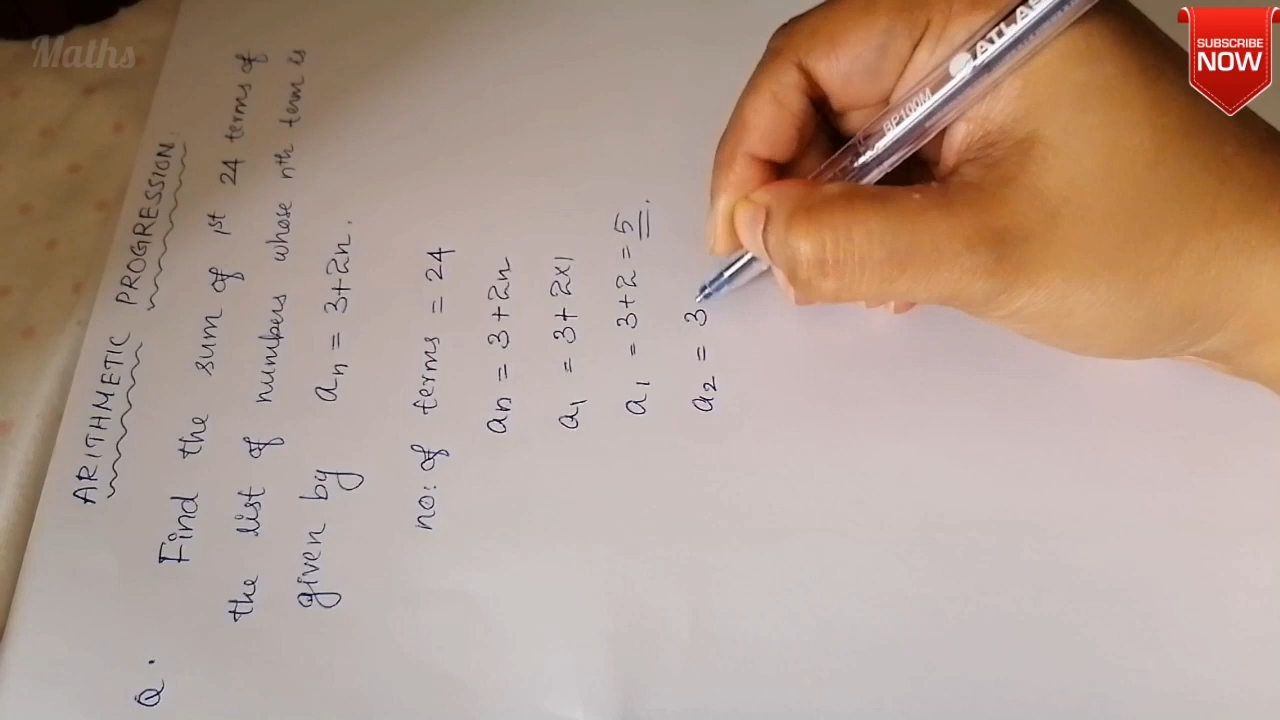 Maths
SUBSCRIBE
NOW
ARITHMETIC PROGRESSION.
Q. Find the sum of 1st 24 terms of
the list of numbers whose nth term is
given by an = 3+2n.
no: of terms = 24
an = 3+2n
a1 = 3+2×1
a1 = 3+2 = 5.
a2 = 3
ATLAS
BP100M